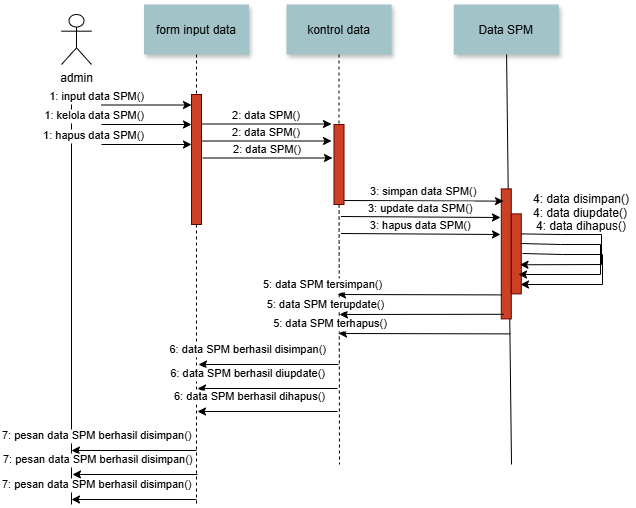 form input data
kontrol data
Data SPM
admin
1: input data SPM()
1: kelola data SPM()
1: hapus data SPM()
2: data SPM()
2: data SPM()
2: data SPM()
3: simpan data SPM()
3: update data SPM()
3: hapus data SPM()
4: data disimpan()
4: data diupdate()
4: data dihapus()
5: data SPM tersimpan()
5: data SPM terupdate()
5: data SPM terhapus()
6: data SPM berhasil disimpan()
6: data SPM berhasil diupdate()
6: data SPM berhasil dihapus()
7: pesan data SPM berhasil disimpan()
7: pesan data SPM berhasil disimpan()
7: pesan data SPM berhasil disimpan()